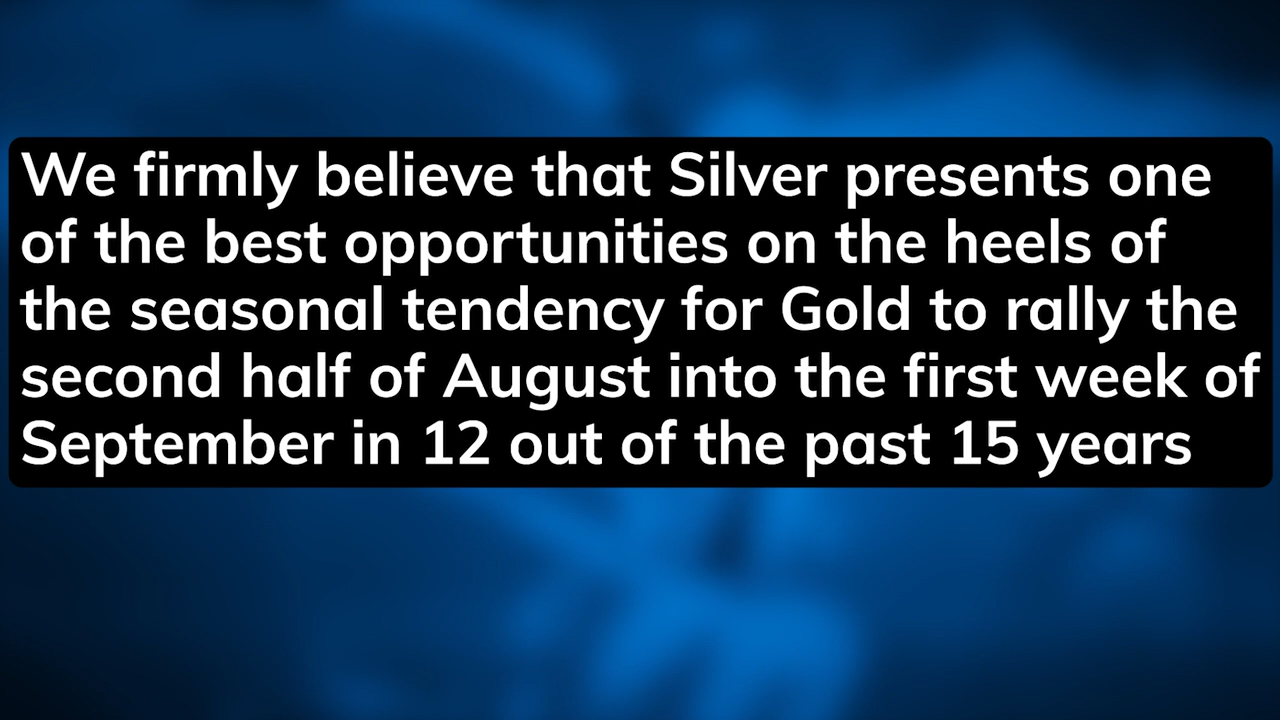 We firmly believe that Silver presents one
of the best opportunities on the heels of
the seasonal tendency for Gold to rally the
second half of August into the first week of
September in 12 out of the past 15 years